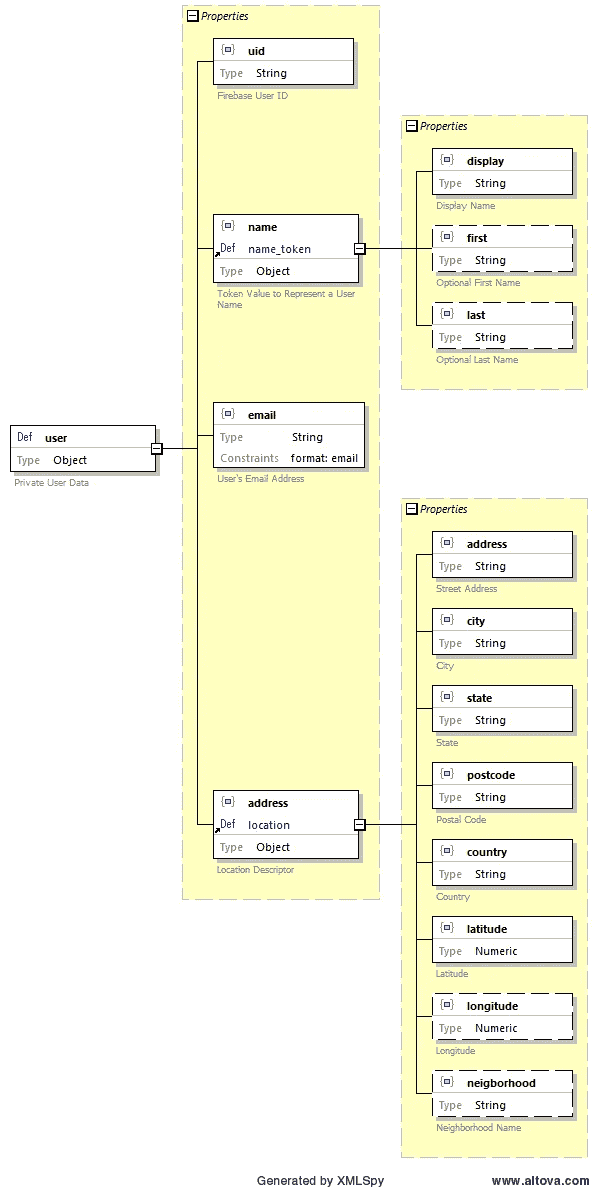 Properties
uid
Type String
Firebase User ID
name
Def name_token
Type Object
Token Value to Represent a User
Name
Properties
display
Type String
Display Name
first
Type String
Optional First Name
last
Type String
Optional Last Name
Def user
Type Object
Private User Data
email
Type String
Constraints format: email
User's Email Address
address
Def location
Type Object
Location Descriptor
Properties
address
Type String
Street Address
city
Type String
City
state
Type String
State
postcode
Type String
Postal Code
country
Type String
Country
latitude
Type Numeric
Latitude
longitude
Type Numeric
Longitude
neigborhood
Type String
Neighborhood Name
Generated by XMLSpy www.altova.com